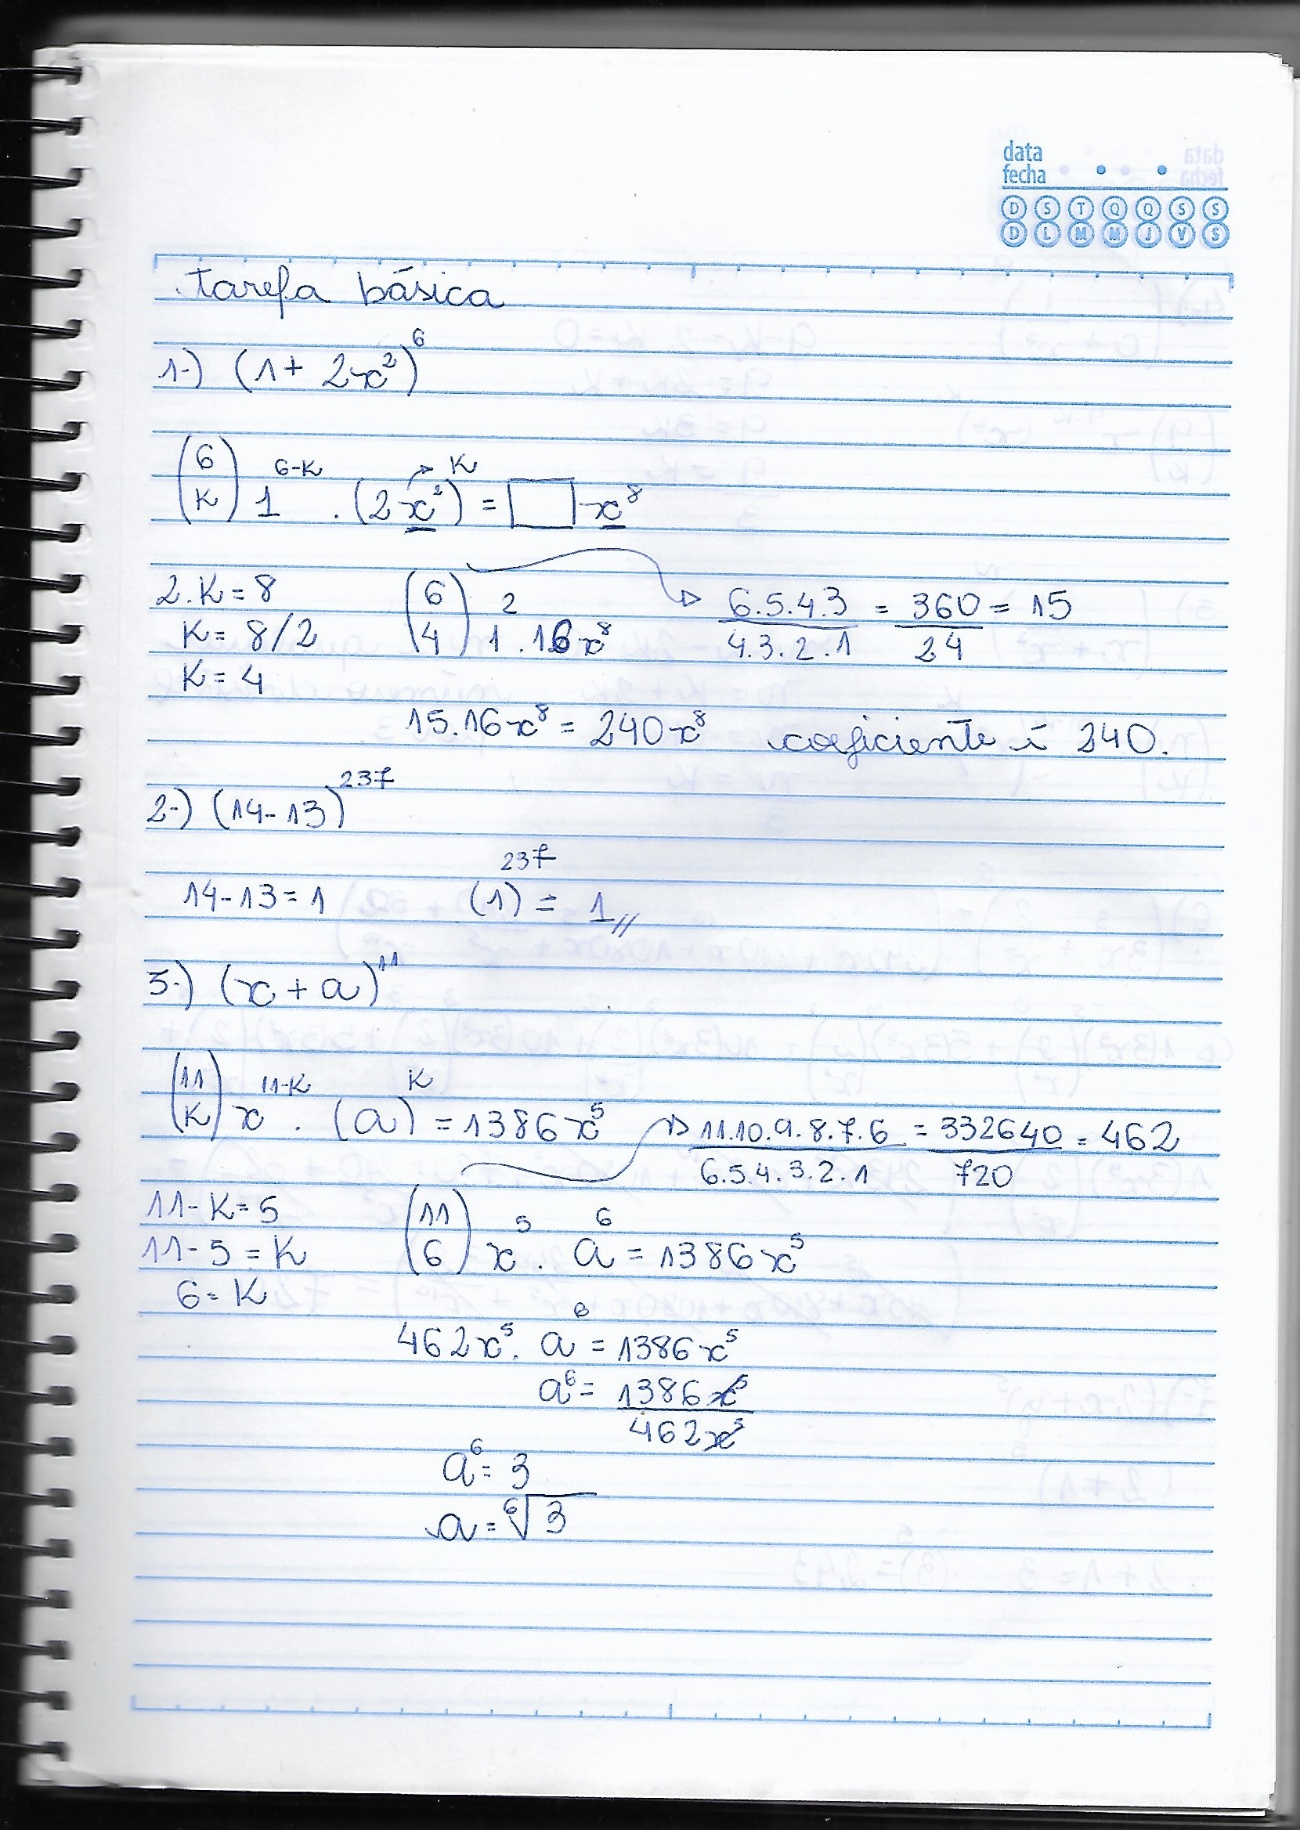 data
fecha
D S T Q Q S S
D L M M J V S
tarefa básica
1-) (1 + 2x²)⁶
(6 K) 1^(6-K) . (2x²)^K = □ x⁸
2.K = 8 (6 4) 1² . 16x⁸ → 6.5.4.3 / 4.3.2.1 = 360 / 24 = 15
K = 8/2
K = 4
15.16x⁸ = 240x⁸ coeficiente é 240.
2-) (14-13)²³⁷
14-13 = 1 (1)²³⁷ = 1 //
3-) (x + a)¹¹
(11 K) x^(11-K) . (a)^K = 1386x⁵ → 11.10.9.8.7.6 / 6.5.4.3.2.1 = 332640 / 720 = 462
11-K = 5 (11 6) x⁵ . a⁶ = 1386x⁵
11-5 = K
6 = K
462x⁵ . a⁶ = 1386x⁵
a⁶ = 1386x⁵ / 462x⁵
a⁶ = 3
a = ⁶√3